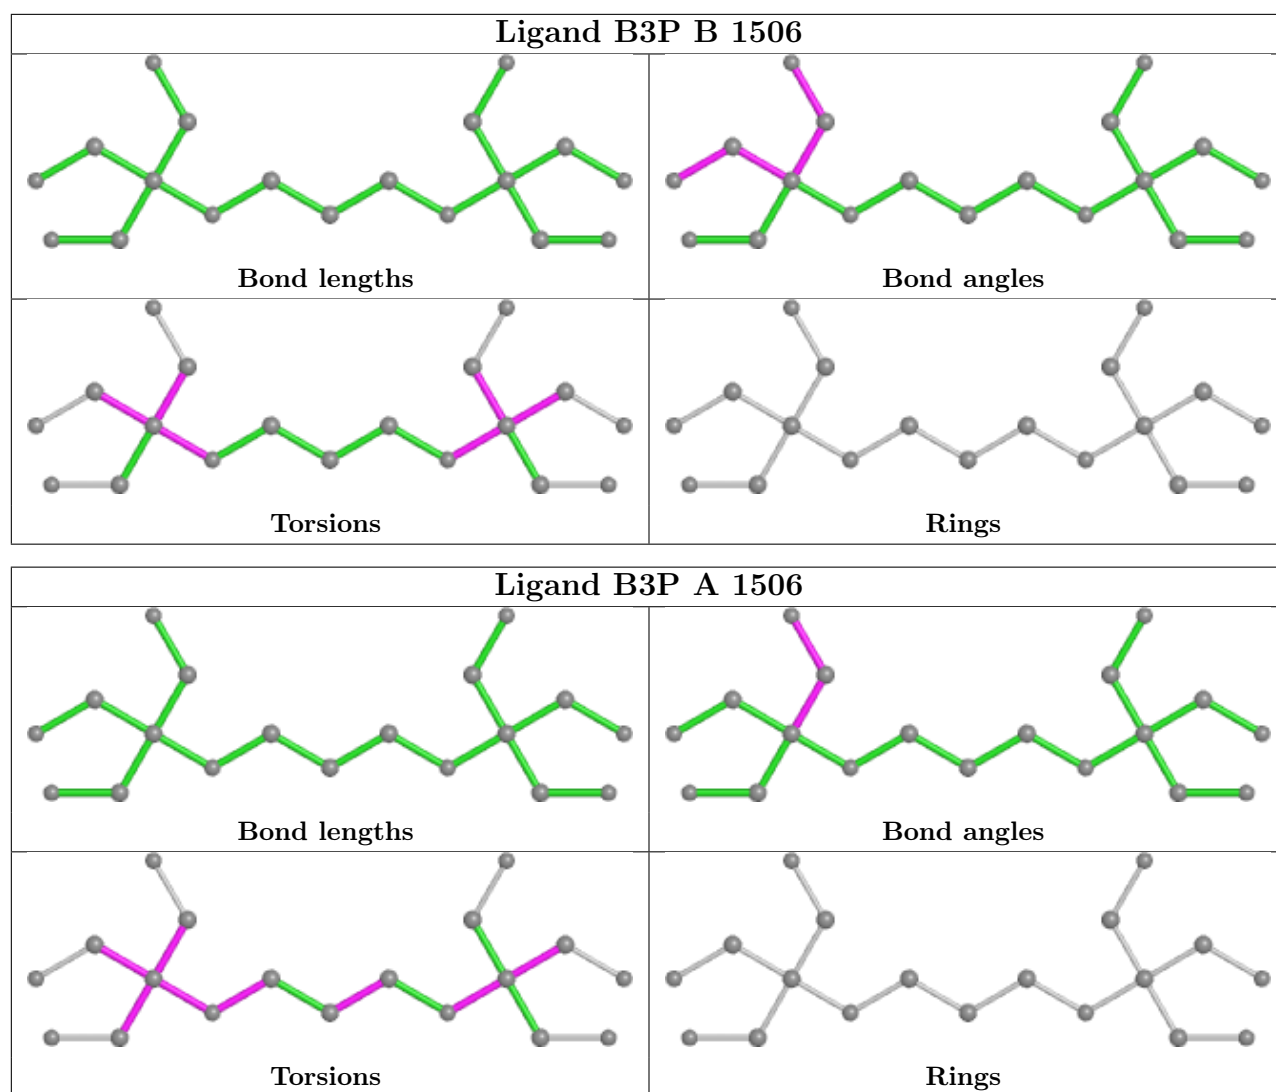 Ligand B3P B 1506
Bond lengths
Bond angles
Torsions
Rings
Ligand B3P A 1506
Bond lengths
Bond angles
Torsions
Rings